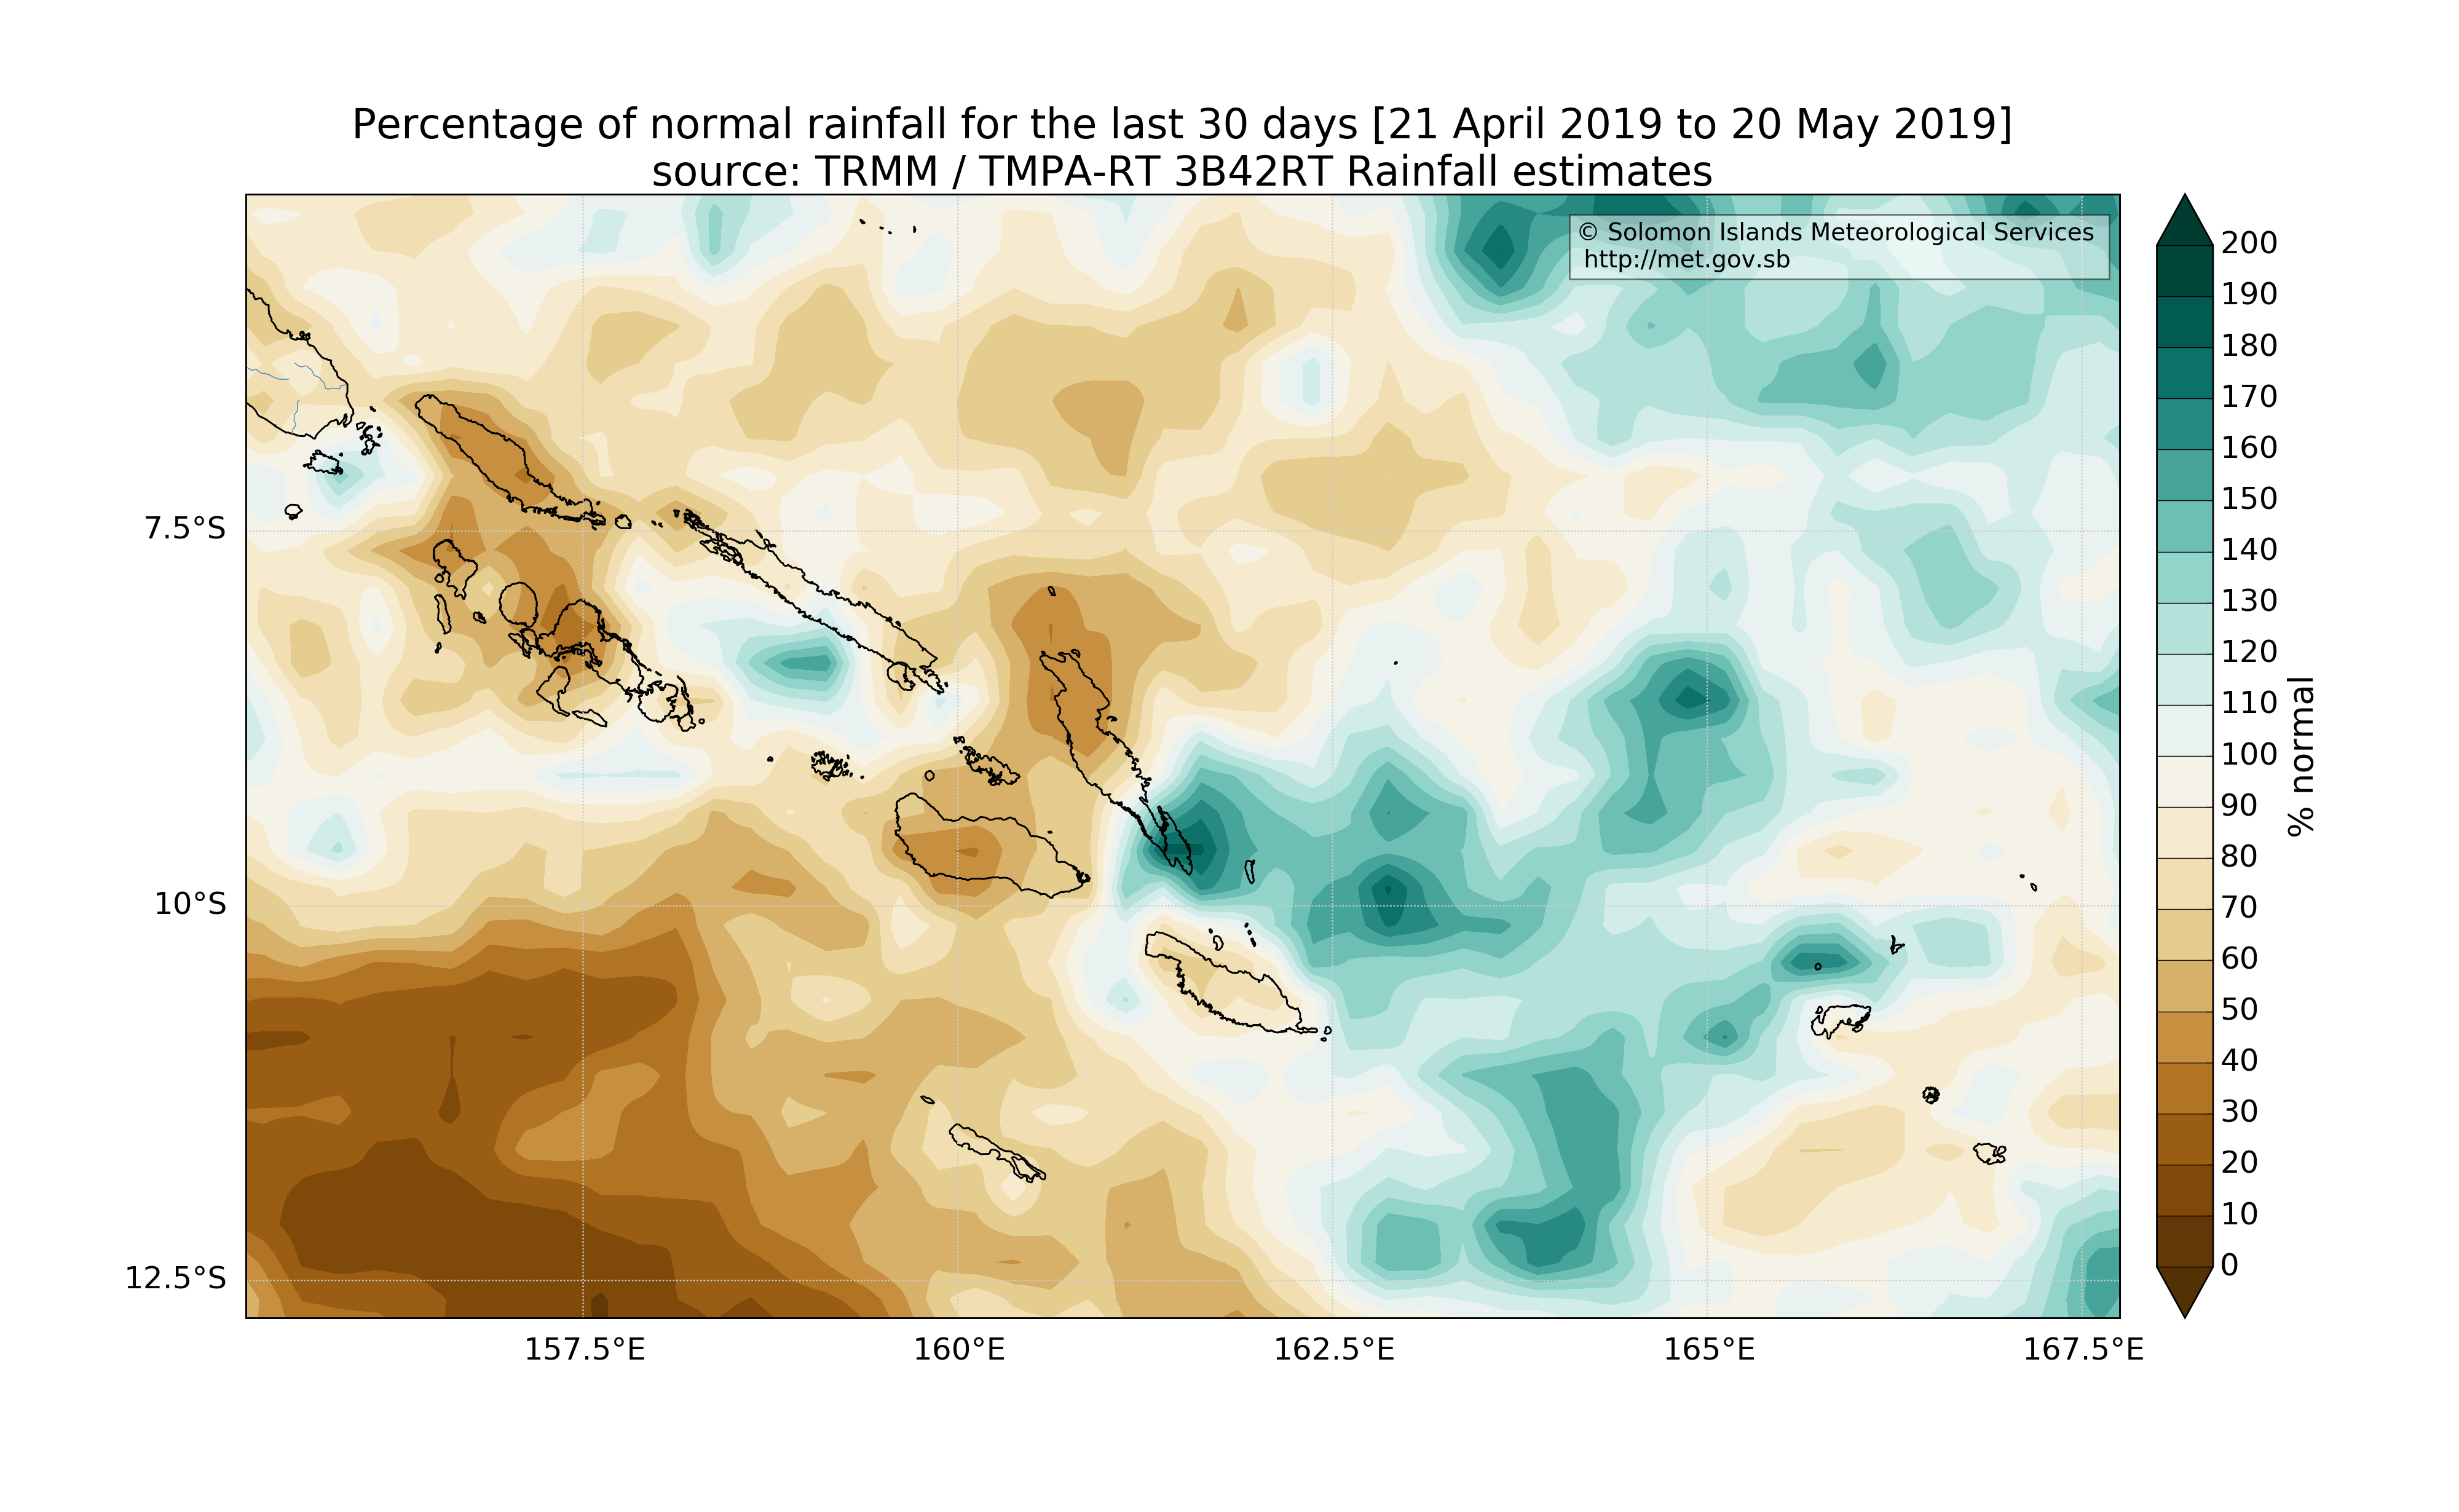 Percentage of normal rainfall for the last 30 days [21 April 2019 to 20 May 2019]
source: TRMM / TMPA-RT 3B42RT Rainfall estimates
© Solomon Islands Meteorological Services
http://met.gov.sb
7.5°S
10°S
12.5°S
157.5°E
160°E
162.5°E
165°E
167.5°E
200
190
180
170
160
150
140
130
120
110
100
90
80
70
60
50
40
30
20
10
0
% normal